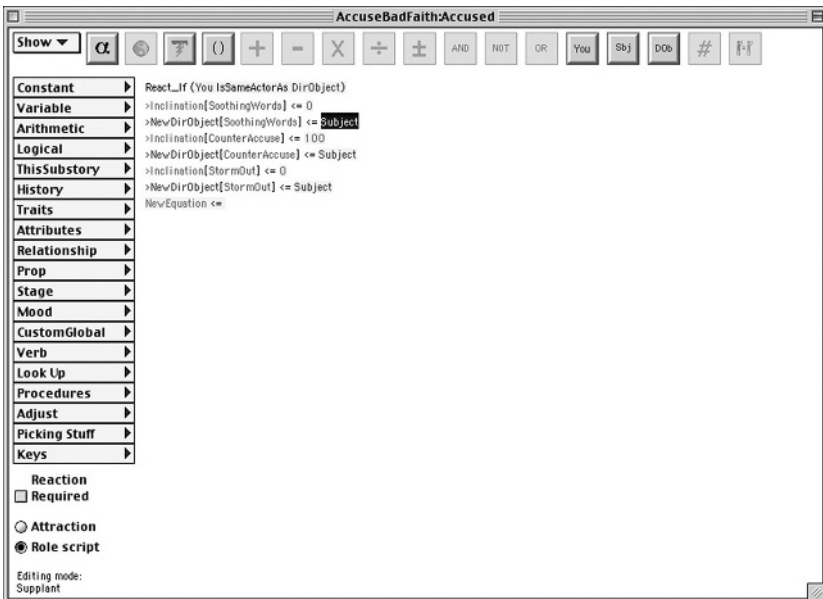 AccuseBadFaith:Accused
Show
α () + - X ÷ ± AND NOT OR You Sbj DOb #
Constant
Variable
Arithmetic
Logical
ThisSubstory
History
Traits
Attributes
Relationship
Prop
Stage
Mood
CustomGlobal
Verb
Look Up
Procedures
Adjust
Picking Stuff
Keys
React_If (You IsSameActorAs DirObject)
>Inclination[SoothingWords] <= 0
>NewDirObject[SoothingWords] <= Subject
>Inclination[CounterAccuse] <= 100
>NewDirObject[CounterAccuse] <= Subject
>Inclination[StormOut] <= 0
>NewDirObject[StormOut] <= Subject
NewEquation <=
Reaction
Required
Attraction
Role script
Editing mode:
Supplant